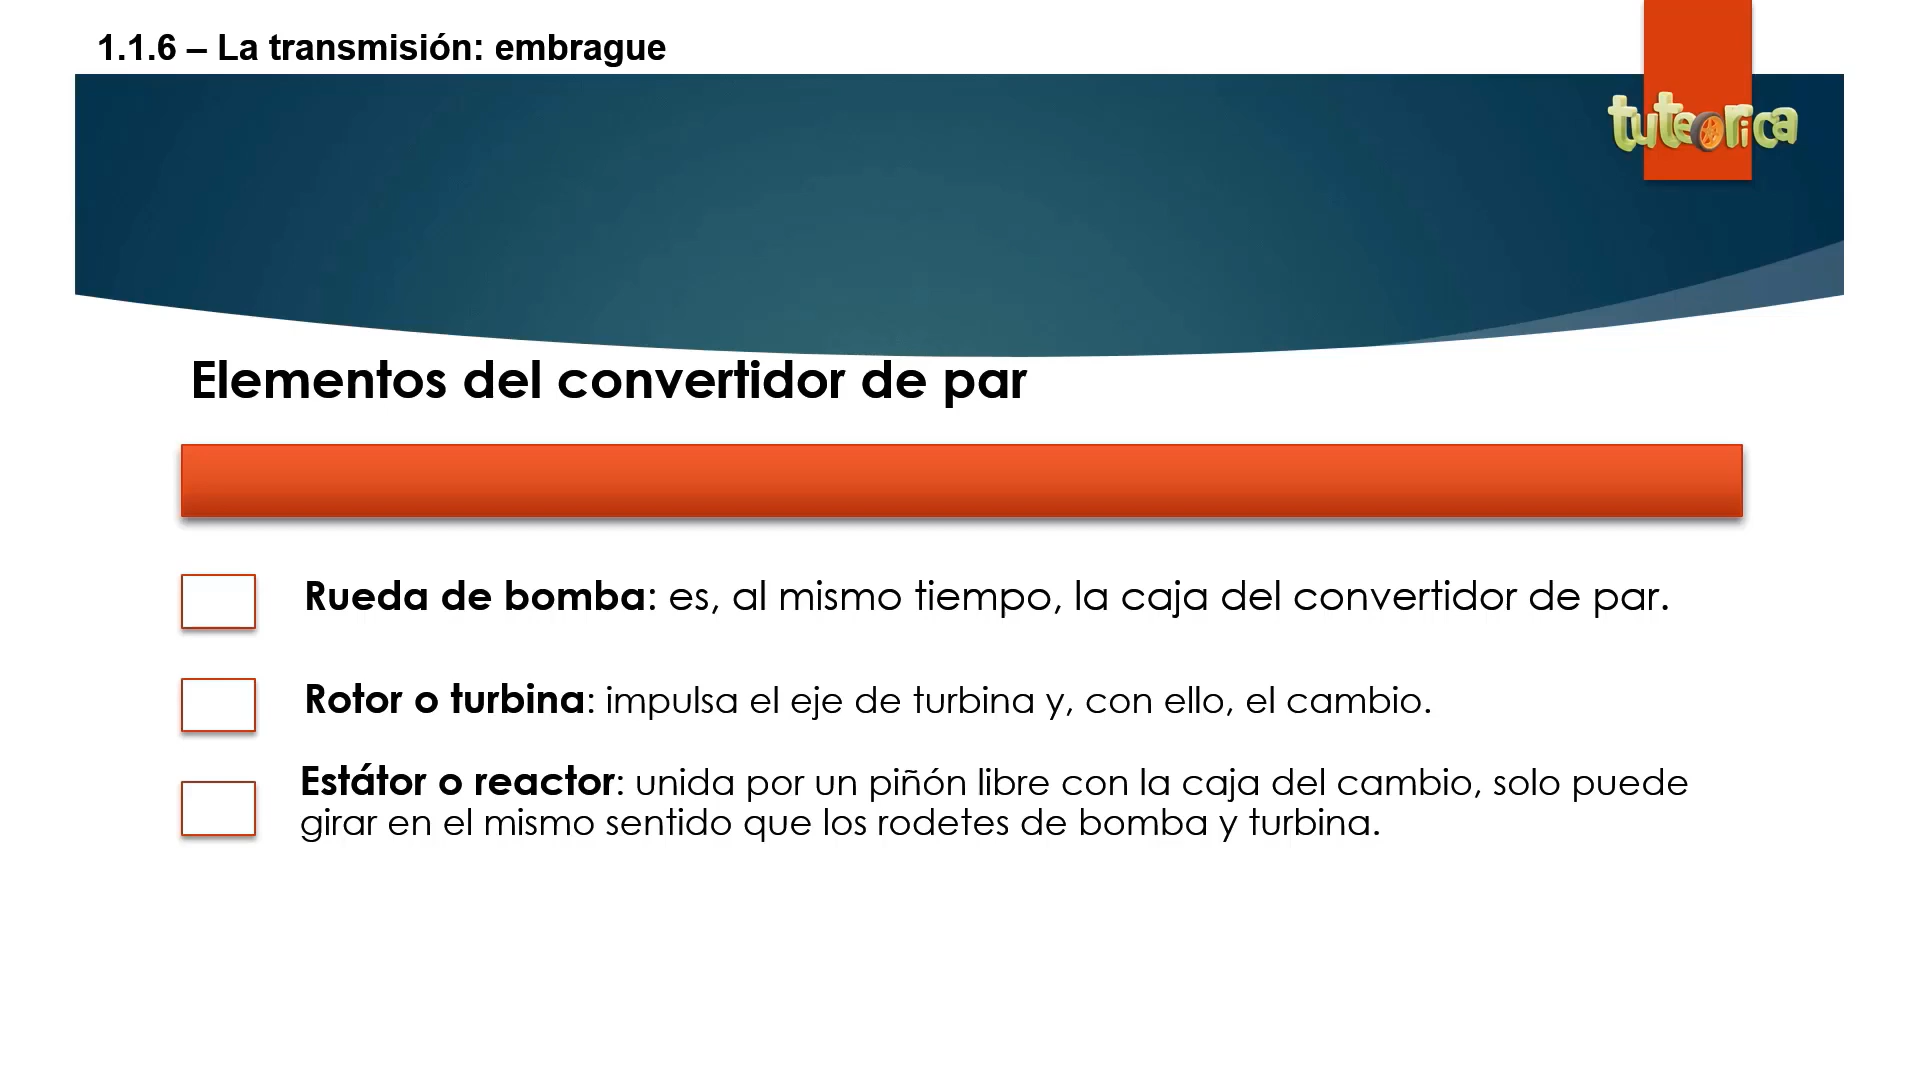 1.1.6 – La transmisión: embrague
tuteorica
Elementos del convertidor de par
Rueda de bomba: es, al mismo tiempo, la caja del convertidor de par.
Rotor o turbina: impulsa el eje de turbina y, con ello, el cambio.
Estátor o reactor: unida por un piñón libre con la caja del cambio, solo puede
girar en el mismo sentido que los rodetes de bomba y turbina.